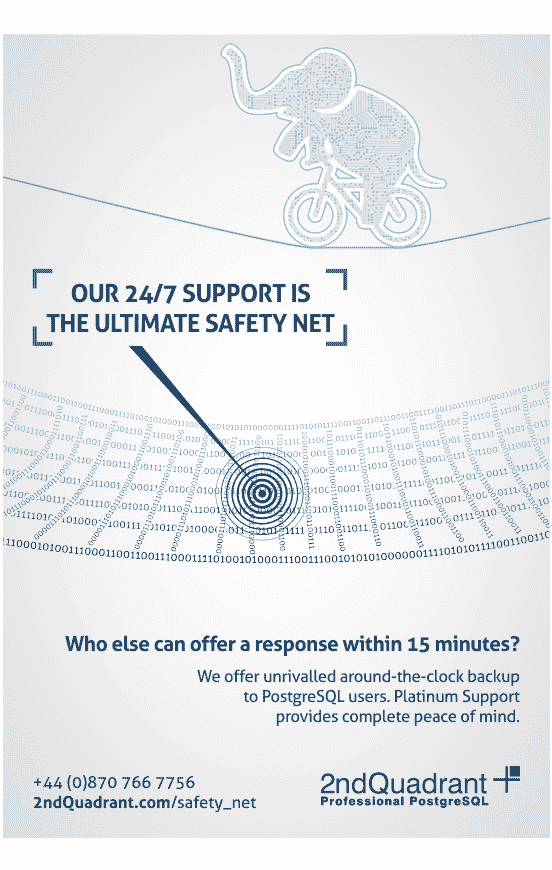 OUR 24/7 SUPPORT IS
THE ULTIMATE SAFETY NET
Who else can offer a response within 15 minutes?
We offer unrivalled around-the-clock backup
to PostgreSQL users. Platinum Support
provides complete peace of mind.
+44 (0)870 766 7756
2ndQuadrant.com/safety_net
2ndQuadrant
Professional PostgreSQL